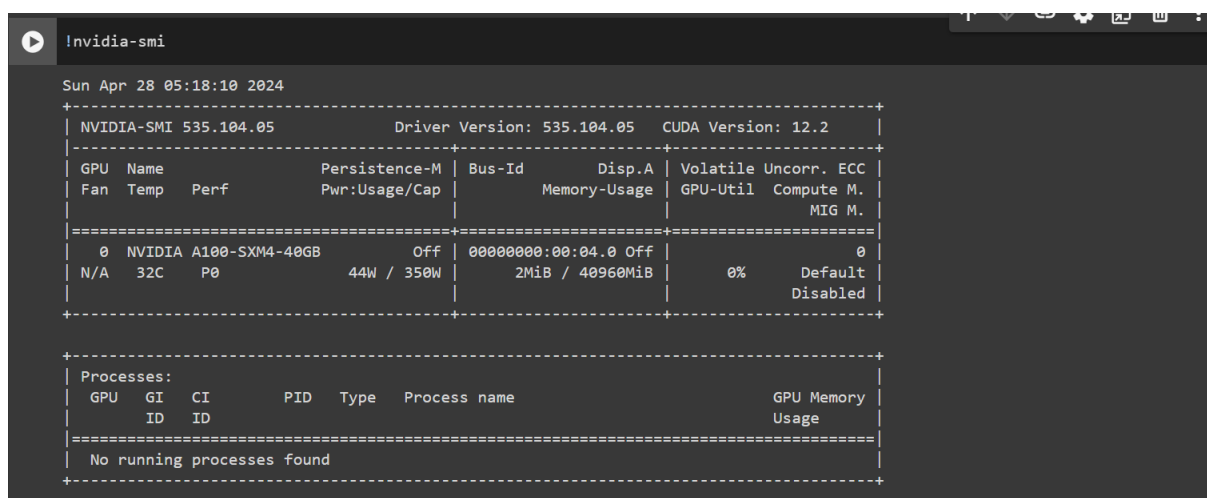 !nvidia-smi
Sun Apr 28 05:18:10 2024
+---------------------------------------------------------------------------------------+
| NVIDIA-SMI 535.104.05             Driver Version: 535.104.05   CUDA Version: 12.2     |
|-----------------------------------------+----------------------+----------------------+
| GPU  Name                 Persistence-M | Bus-Id        Disp.A | Volatile Uncorr. ECC |
| Fan  Temp   Perf          Pwr:Usage/Cap |         Memory-Usage | GPU-Util  Compute M. |
|                                         |                      |               MIG M. |
|=========================================+======================+======================|
|   0  NVIDIA A100-SXM4-40GB          Off | 00000000:00:04.0 Off |                    0 |
| N/A   32C    P0              44W / 350W |      2MiB / 40960MiB |      0%      Default |
|                                         |                      |             Disabled |
+-----------------------------------------+----------------------+----------------------+
+---------------------------------------------------------------------------------------+
| Processes:                                                                            |
|  GPU   GI   CI        PID   Type   Process name                            GPU Memory |
|        ID   ID                                                             Usage      |
|=======================================================================================|
|  No running processes found                                                           |
+---------------------------------------------------------------------------------------+